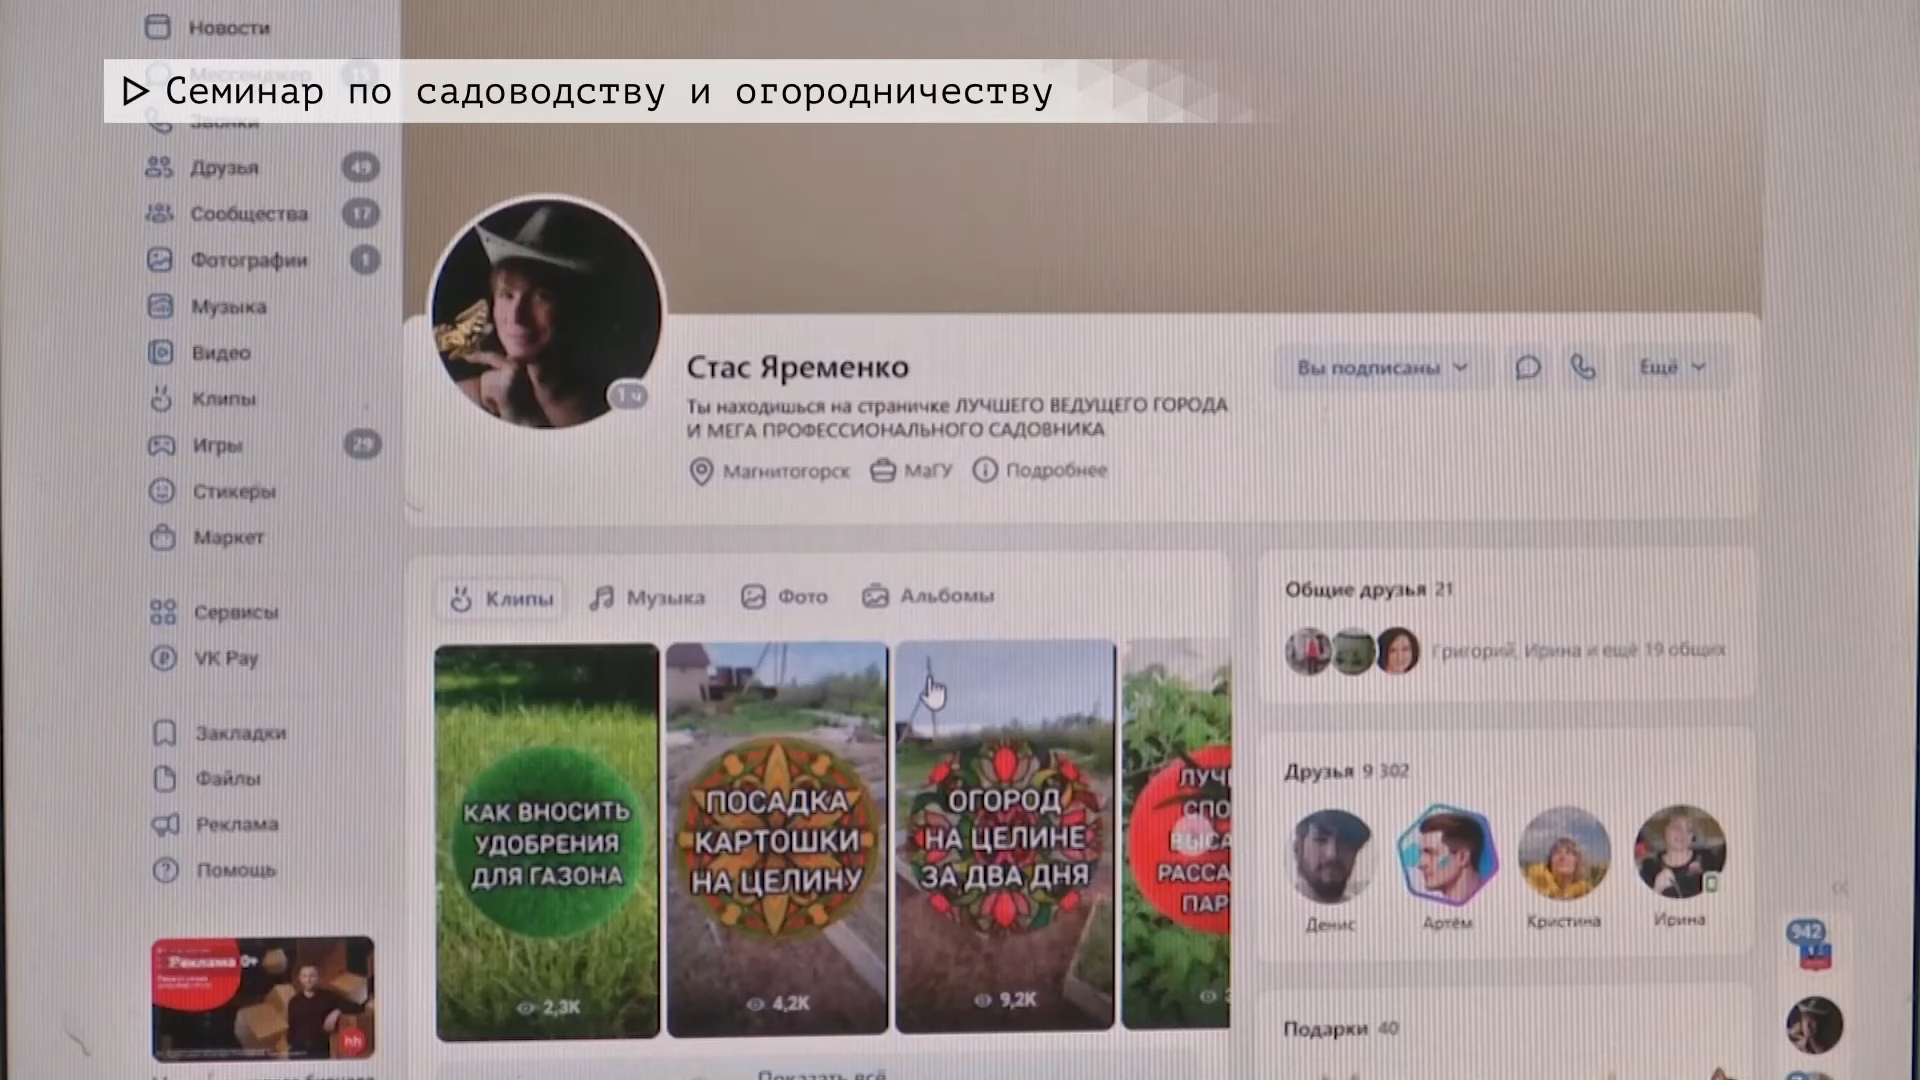 Новости
Мессенджер
Семинар по садоводству и огородничеству
Звонки
Друзья 49
Сообщества 17
Фотографии 1
Музыка
Видео
Клипы
Игры 29
Стикеры
Маркет
Сервисы
VK Pay
Закладки
Файлы
Реклама
Помощь
Реклама 0+
hh
1 ч
Стас Яременко
Ты находишься на страничке ЛУЧШЕГО ВЕДУЩЕГО ГОРОДА
И МЕГА ПРОФЕССИОНАЛЬНОГО САДОВНИКА
Магнитогорск МаГУ Подробнее
Вы подписаны Ещё
Клипы Музыка Фото Альбомы
КАК ВНОСИТЬ
УДОБРЕНИЯ
ДЛЯ ГАЗОНА
2,3K
ПОСАДКА
КАРТОШКИ
НА ЦЕЛИНУ
4,2K
ОГОРОД
НА ЦЕЛИНЕ
ЗА ДВА ДНЯ
9,2K
ЛУЧ
СПО
ВЫСА
РАССА
ПАР
Показать всё
Общие друзья 21
Григорий, Ирина и ещё 19 общих
Друзья 9 302
Денис Артём Кристина Ирина
Подарки 40
942